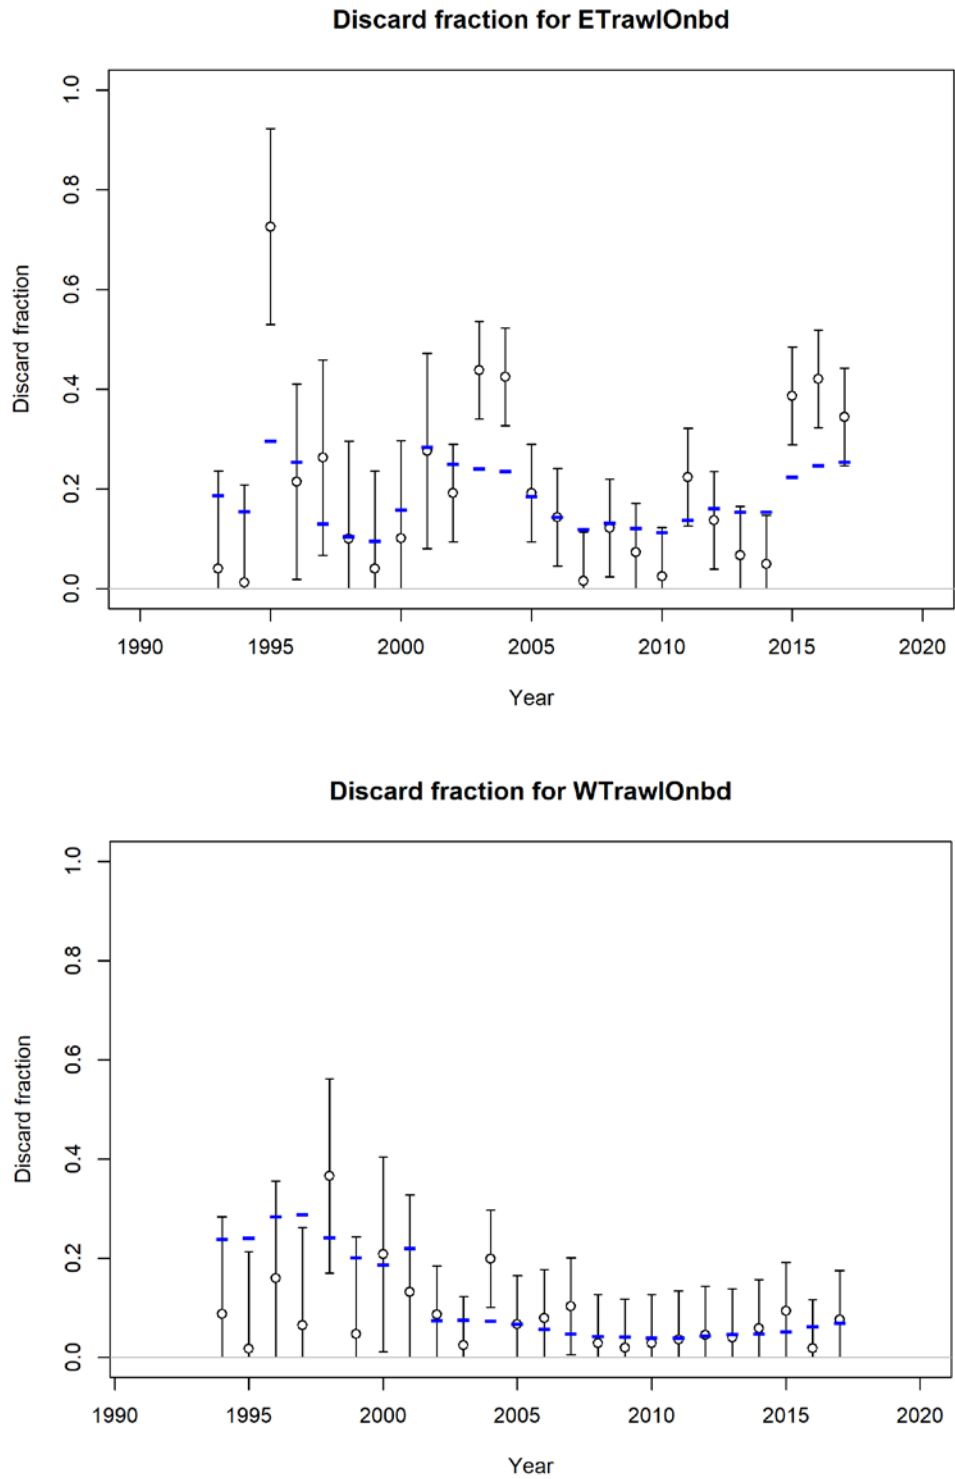 Discard fraction for ETrawlOnbd
1.0
0.8
0.6
0.4
0.2
0.0
Discard fraction
1990 1995 2000 2005 2010 2015 2020
Year
Discard fraction for WTrawlOnbd
1.0
0.8
0.6
0.4
0.2
0.0
Discard fraction
1990 1995 2000 2005 2010 2015 2020
Year